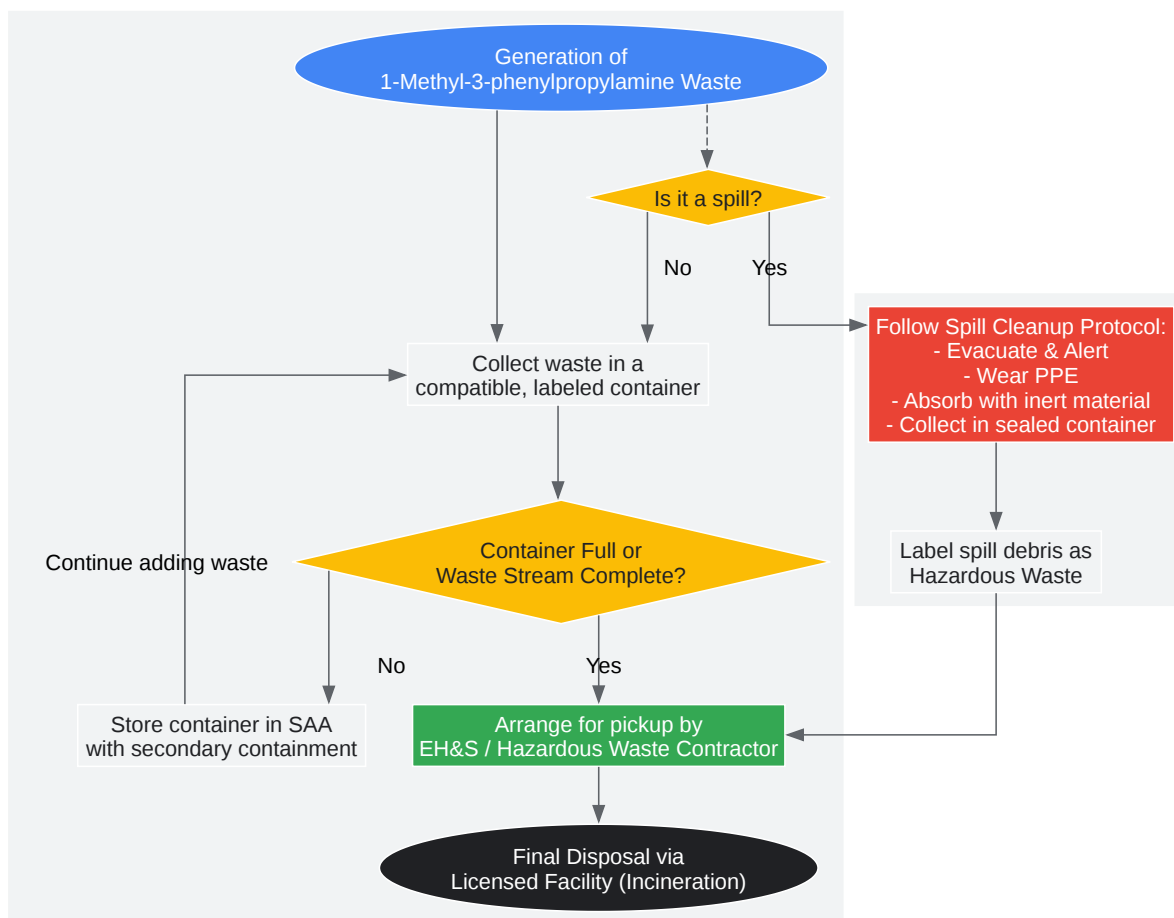 Generation of
1-Methyl-3-phenylpropylamine Waste
Is it a spill?
No
Yes
Follow Spill Cleanup Protocol:
- Evacuate & Alert
- Wear PPE
- Absorb with inert material
- Collect in sealed container
Collect waste in a
compatible, labeled container
Container Full or
Waste Stream Complete?
Continue adding waste
Label spill debris as
Hazardous Waste
No
Yes
Store container in SAA
with secondary containment
Arrange for pickup by
EH&S / Hazardous Waste Contractor
Final Disposal via
Licensed Facility (Incineration)